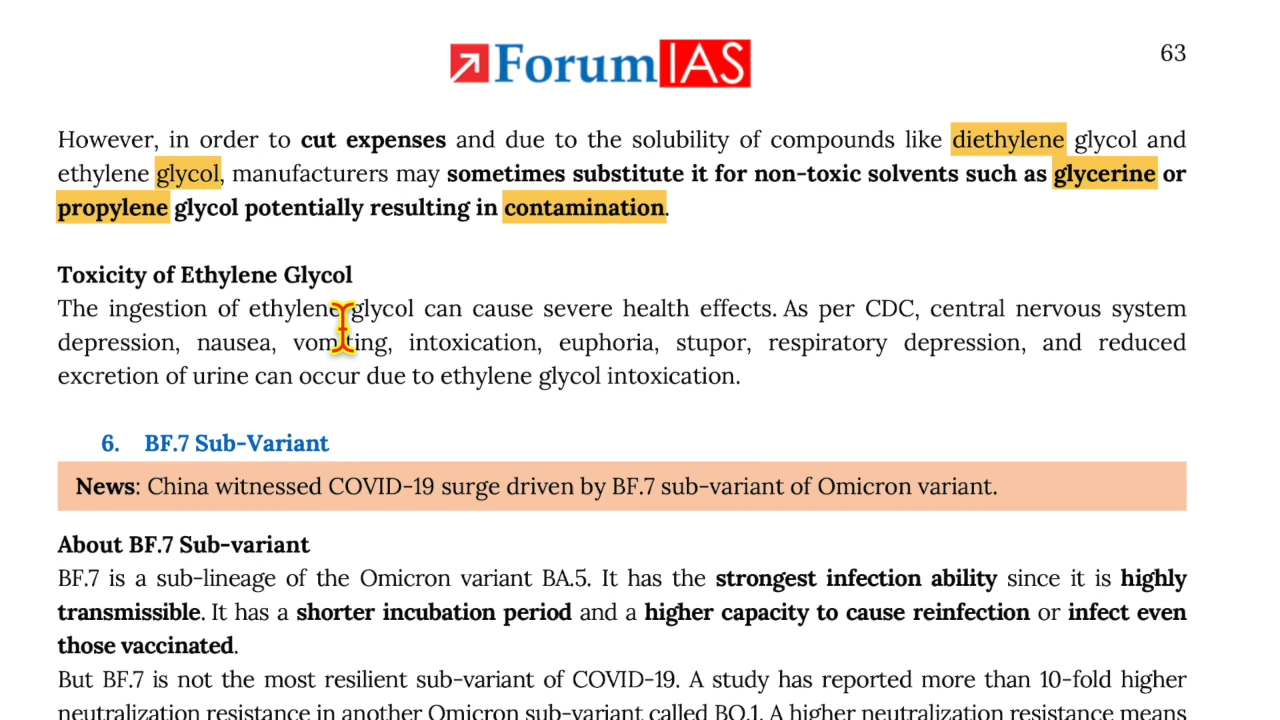 ForumIAS
63
However, in order to cut expenses and due to the solubility of compounds like diethylene glycol and
ethylene glycol, manufacturers may sometimes substitute it for non-toxic solvents such as glycerine or
propylene glycol potentially resulting in contamination.
Toxicity of Ethylene Glycol
The ingestion of ethylene glycol can cause severe health effects. As per CDC, central nervous system
depression, nausea, vomiting, intoxication, euphoria, stupor, respiratory depression, and reduced
excretion of urine can occur due to ethylene glycol intoxication.
6. BF.7 Sub-Variant
News: China witnessed COVID-19 surge driven by BF.7 sub-variant of Omicron variant.
About BF.7 Sub-variant
BF.7 is a sub-lineage of the Omicron variant BA.5. It has the strongest infection ability since it is highly
transmissible. It has a shorter incubation period and a higher capacity to cause reinfection or infect even
those vaccinated.
But BF.7 is not the most resilient sub-variant of COVID-19. A study has reported more than 10-fold higher
neutralization resistance in another Omicron sub-variant called BQ.1. A higher neutralization resistance means